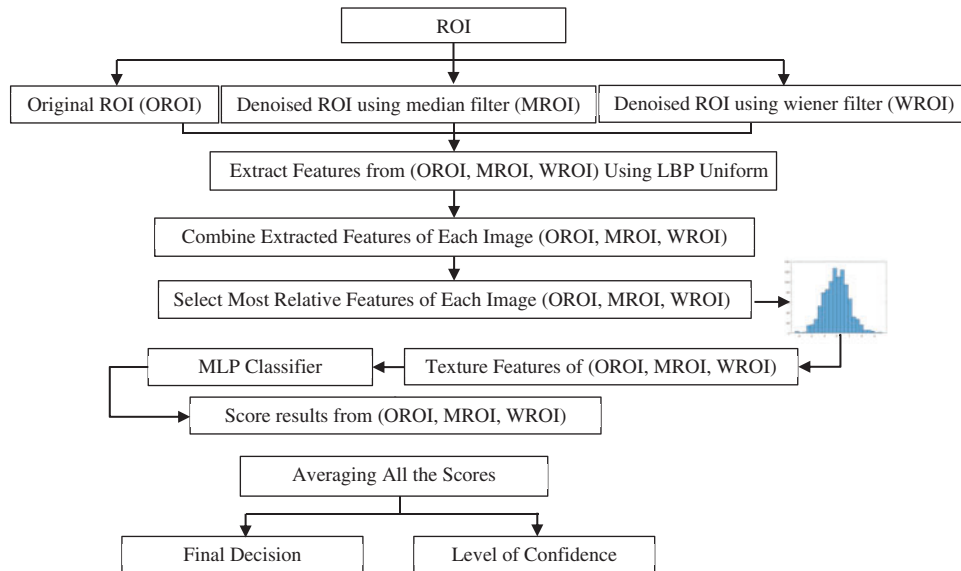 ROI
Original ROI (OROI)
Denoised ROI using median filter (MROI)
Denoised ROI using wiener filter (WROI)
Extract Features from (OROI, MROI, WROI) Using LBP Uniform
Combine Extracted Features of Each Image (OROI, MROI, WROI)
Select Most Relative Features of Each Image (OROI, MROI, WROI)
MLP Classifier
Texture Features of (OROI, MROI, WROI)
Score results from (OROI, MROI, WROI)
Averaging All the Scores
Final Decision
Level of Confidence